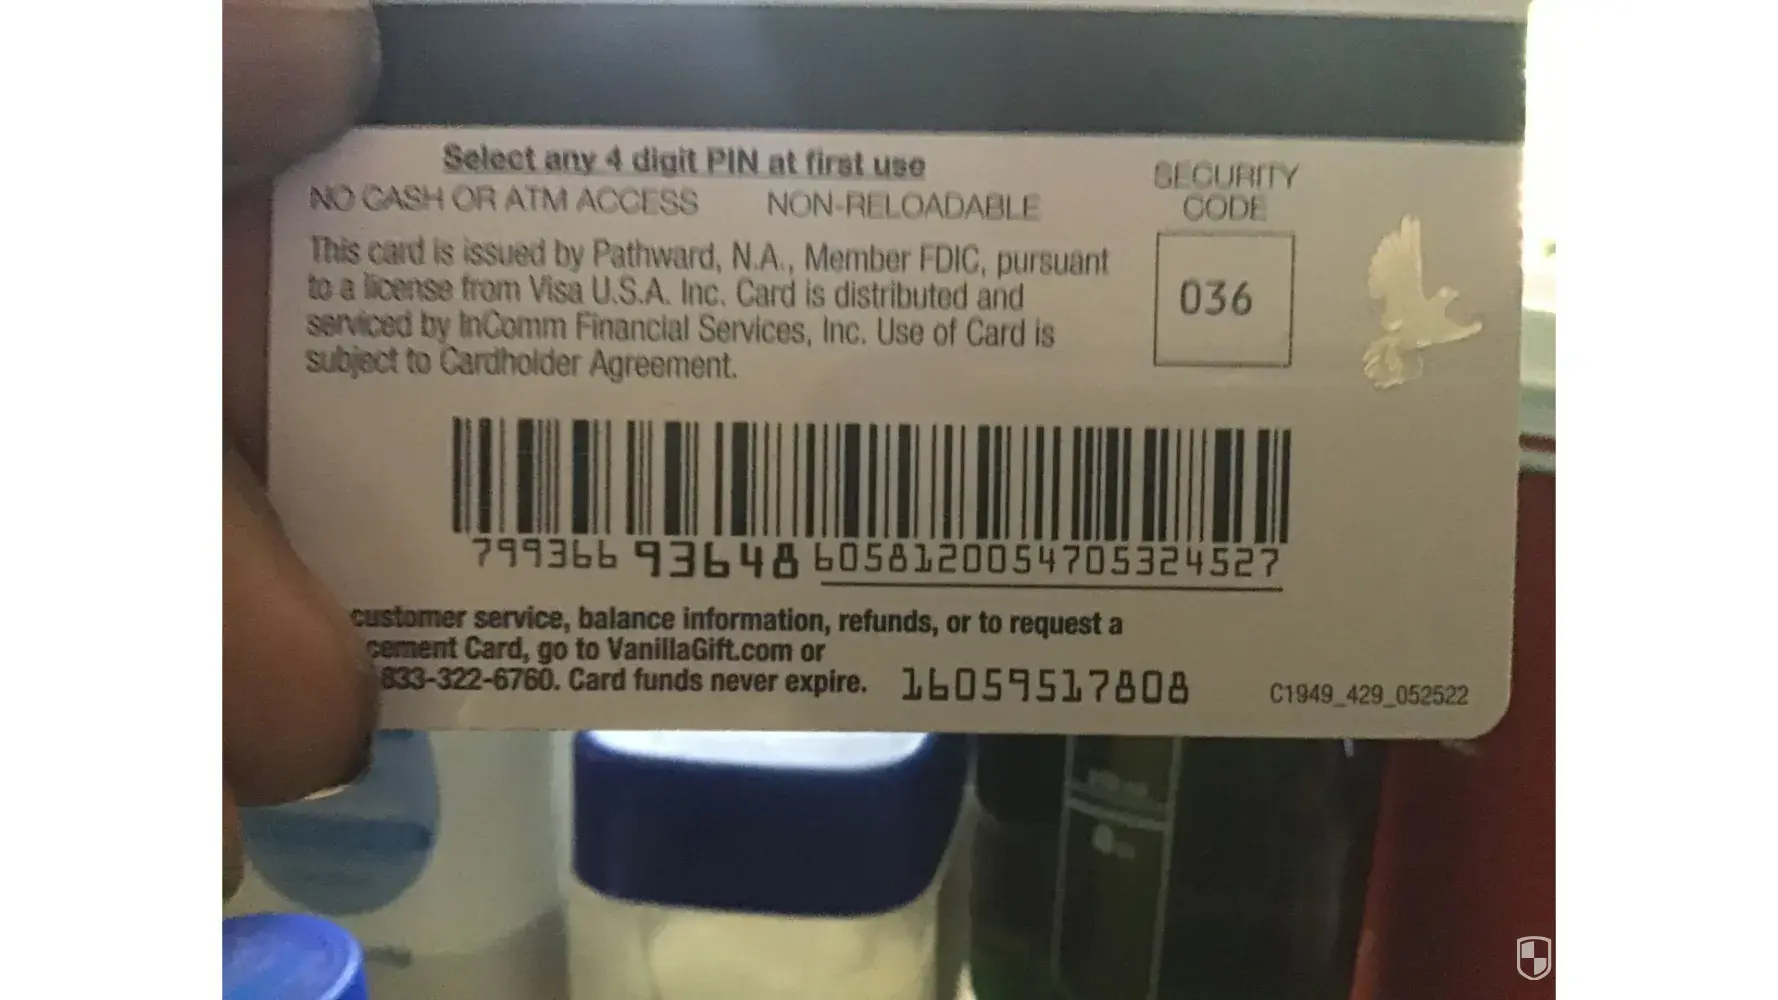 Select any 4 digit PIN at first use
NO CASH OR ATM ACCESS NON-RELOADABLE
SECURITY
CODE
This card is issued by Pathward, N.A., Member FDIC, pursuant
to a license from Visa U.S.A. Inc. Card is distributed and
serviced by InComm Financial Services, Inc. Use of Card is
subject to Cardholder Agreement.
036
799366 93648 6058120054705324527
customer service, balance information, refunds, or to request a
cement Card, go to VanillaGift.com or
833-322-6760. Card funds never expire. 16059517808
C1949_429_052522